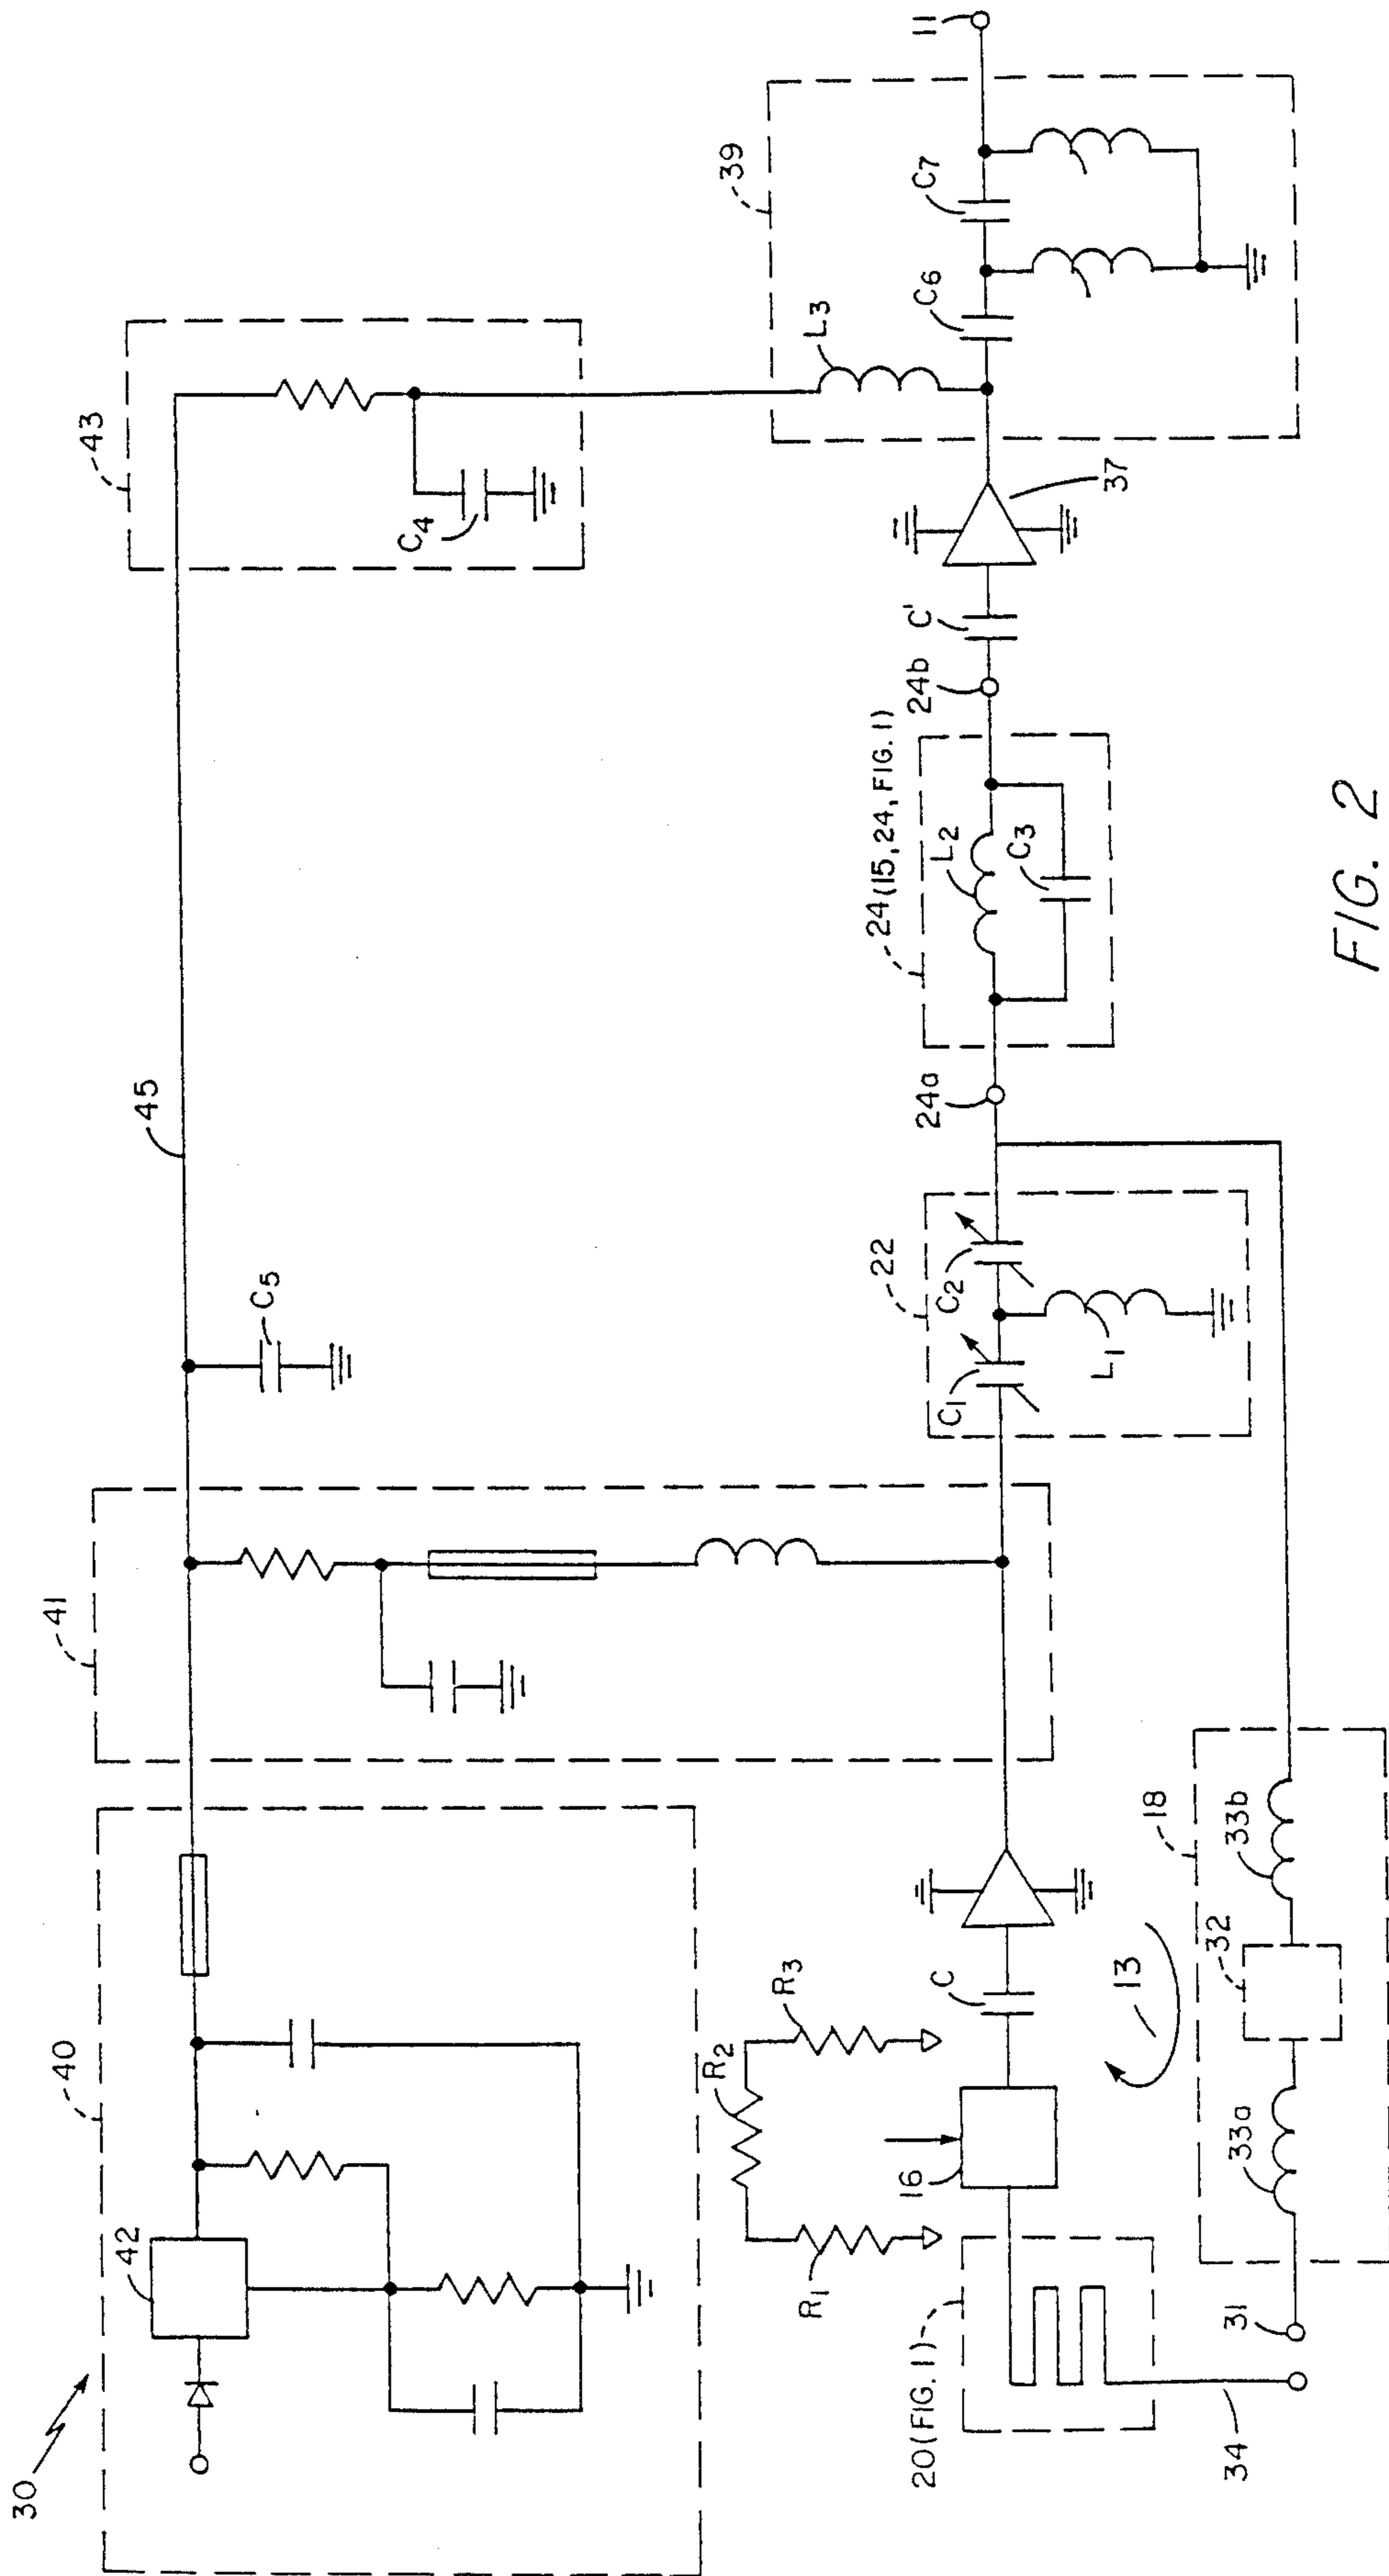 30
40
42
41
45
C5
43
C4
39
L3
C6
C7
11
R1
R2
R3
20(FIG. 1)
16
C
13
34
31
18
33a
32
33b
22
C1
C2
L1
24a
24(15,24,FIG. 1)
L2
C3
24b
C'
37
FIG. 2